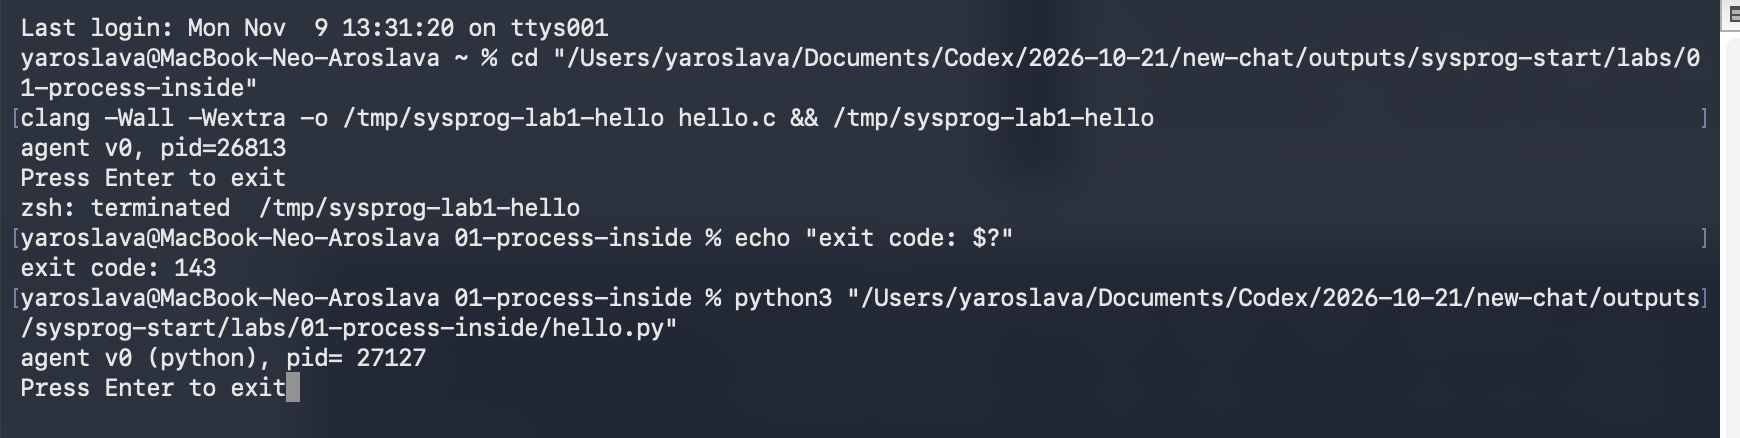 Last login: Mon Nov  9 13:31:20 on ttys001
yaroslava@MacBook-Neo-Aroslava ~ % cd "/Users/yaroslava/Documents/Codex/2026-10-21/new-chat/outputs/sysprog-start/labs/0
1-process-inside"
[clang -Wall -Wextra -o /tmp/sysprog-lab1-hello hello.c && /tmp/sysprog-lab1-hello ]
agent v0, pid=26813
Press Enter to exit
zsh: terminated  /tmp/sysprog-lab1-hello
[yaroslava@MacBook-Neo-Aroslava 01-process-inside % echo "exit code: $?" ]
exit code: 143
[yaroslava@MacBook-Neo-Aroslava 01-process-inside % python3 "/Users/yaroslava/Documents/Codex/2026-10-21/new-chat/outputs]
/sysprog-start/labs/01-process-inside/hello.py"
agent v0 (python), pid= 27127
Press Enter to exit